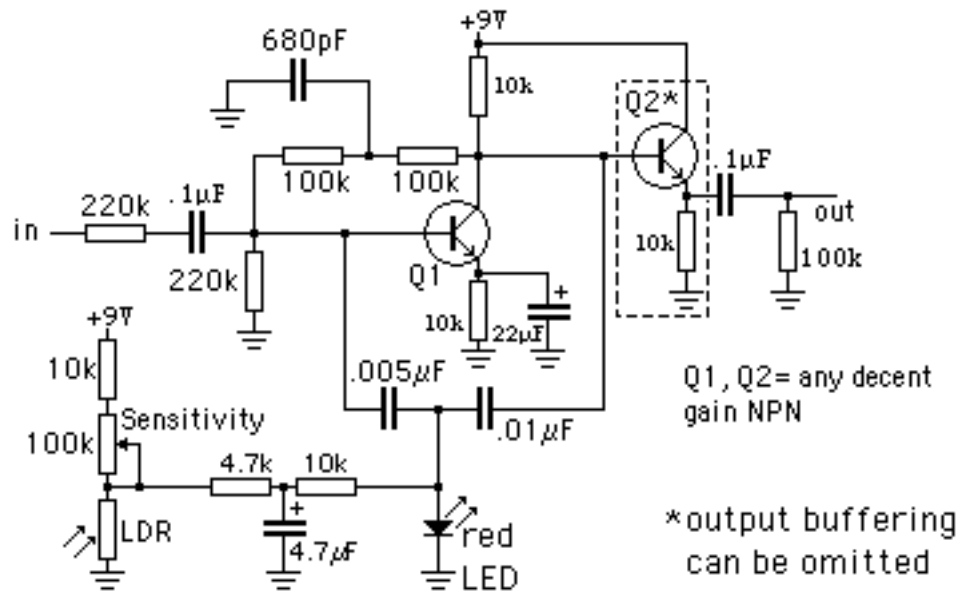 +9V
680pF
10k
Q2*
100k
100k
.1µF
.1µF
in
220k
out
Q1
220k
10k
100k
10k
22µF
+
+9V
10k
.005µF
.01µF
Q1, Q2= any decent
gain NPN
Sensitivity
100k
4.7k
10k
+
LDR
4.7µF
red
LED
*output buffering
can be omitted